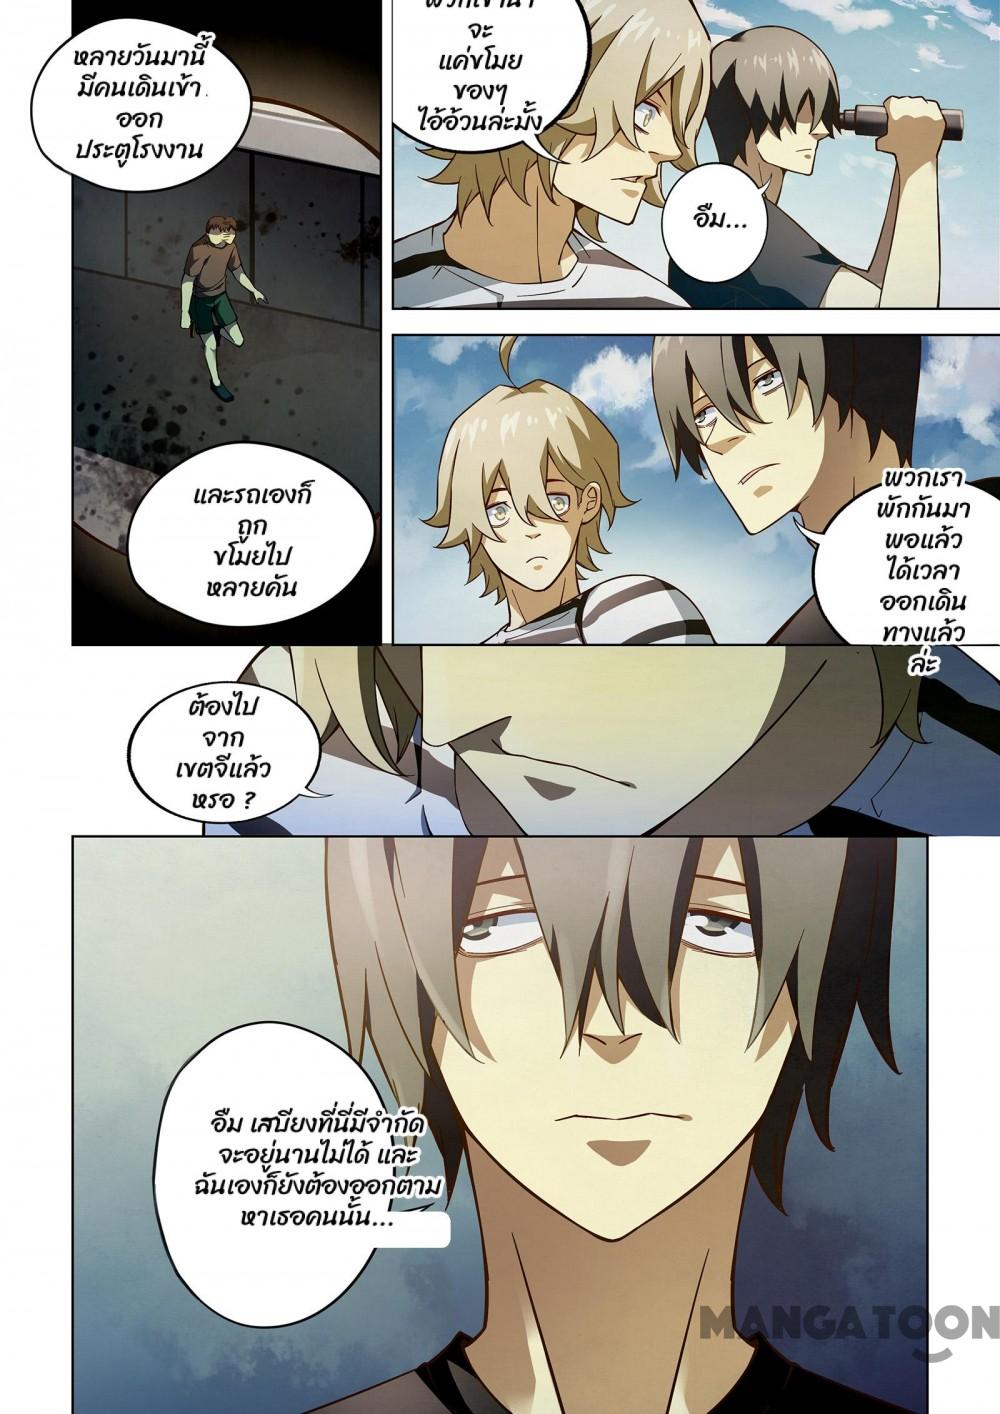 หลายวันมานี้
มีคนเดินเข้า
ออก
ประตูโรงงาน
พวกเขาน่า
จะ
แค่ขโมย
ของๆ
ไอ้อ้วนล่ะมั้ง
อืม...
และรถเองก็
ถูก
ขโมยไป
หลายคัน
พวกเรา
พักกันมา
พอแล้ว
ได้เวลา
ออกเดิน
ทางแล้ว
ล่ะ
ต้องไป
จาก
เขตจีแล้ว
หรอ ?
อืม เสบียงที่นี่มีจำกัด
จะอยู่นานไม่ได้ และ
ฉันเองก็ยังต้องออกตาม
หาเธอคนนั้น...
MANGATOON